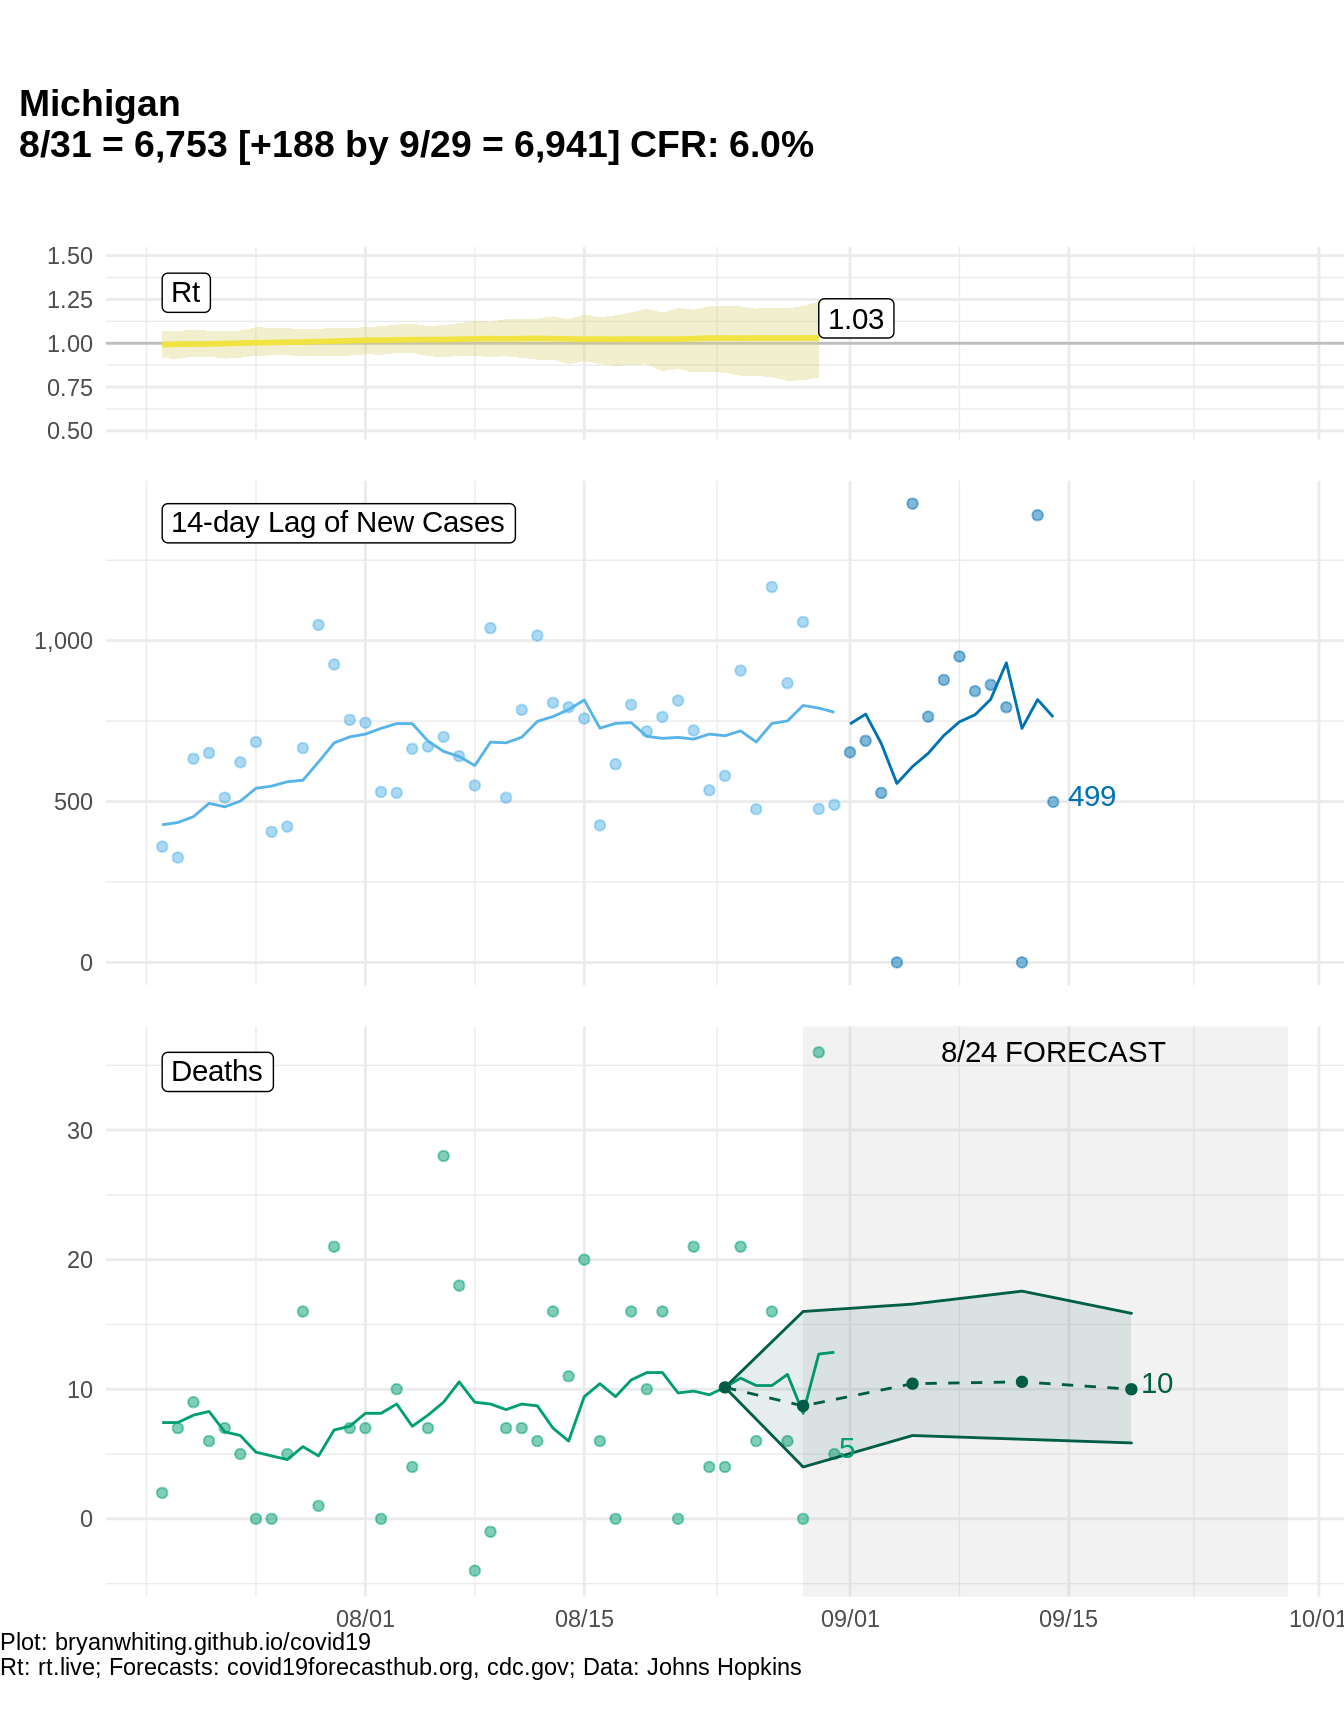 Michigan
8/31 = 6,753 [+188 by 9/29 = 6,941] CFR: 6.0%
1.50
Rt
1.25
1.03
1.00
0.75
0.50
14-day Lag of New Cases
1,000
499
500
0
8/24 FORECAST
Deaths
30
20
10
10
5
0
08/01
08/15
09/01
09/15
10/01
Plot: bryanwhiting.github.io/covid19
Rt: rt.live; Forecasts: covid19forecasthub.org, cdc.gov; Data: Johns Hopkins